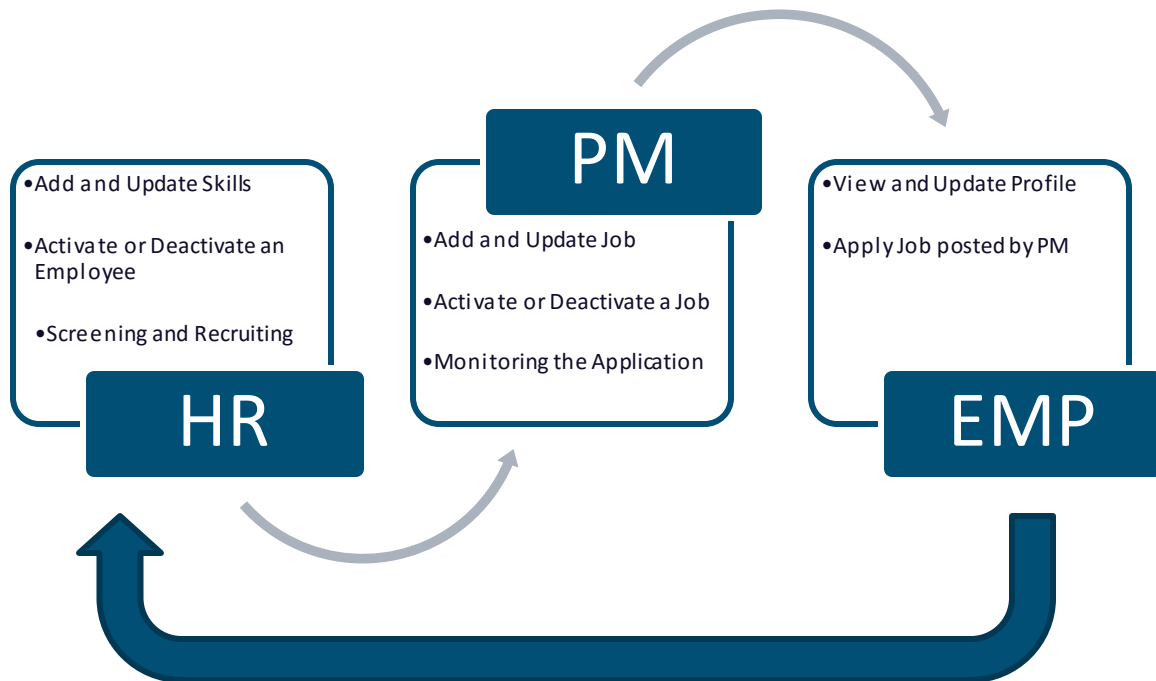 •Add and Update Skills
•Activate or Deactivate an
Employee
•Screening and Recruiting
HR
PM
•Add and Update Job
•Activate or Deactivate a Job
•Monitoring the Application
•View and Update Profile
•Apply Job posted by PM
EMP